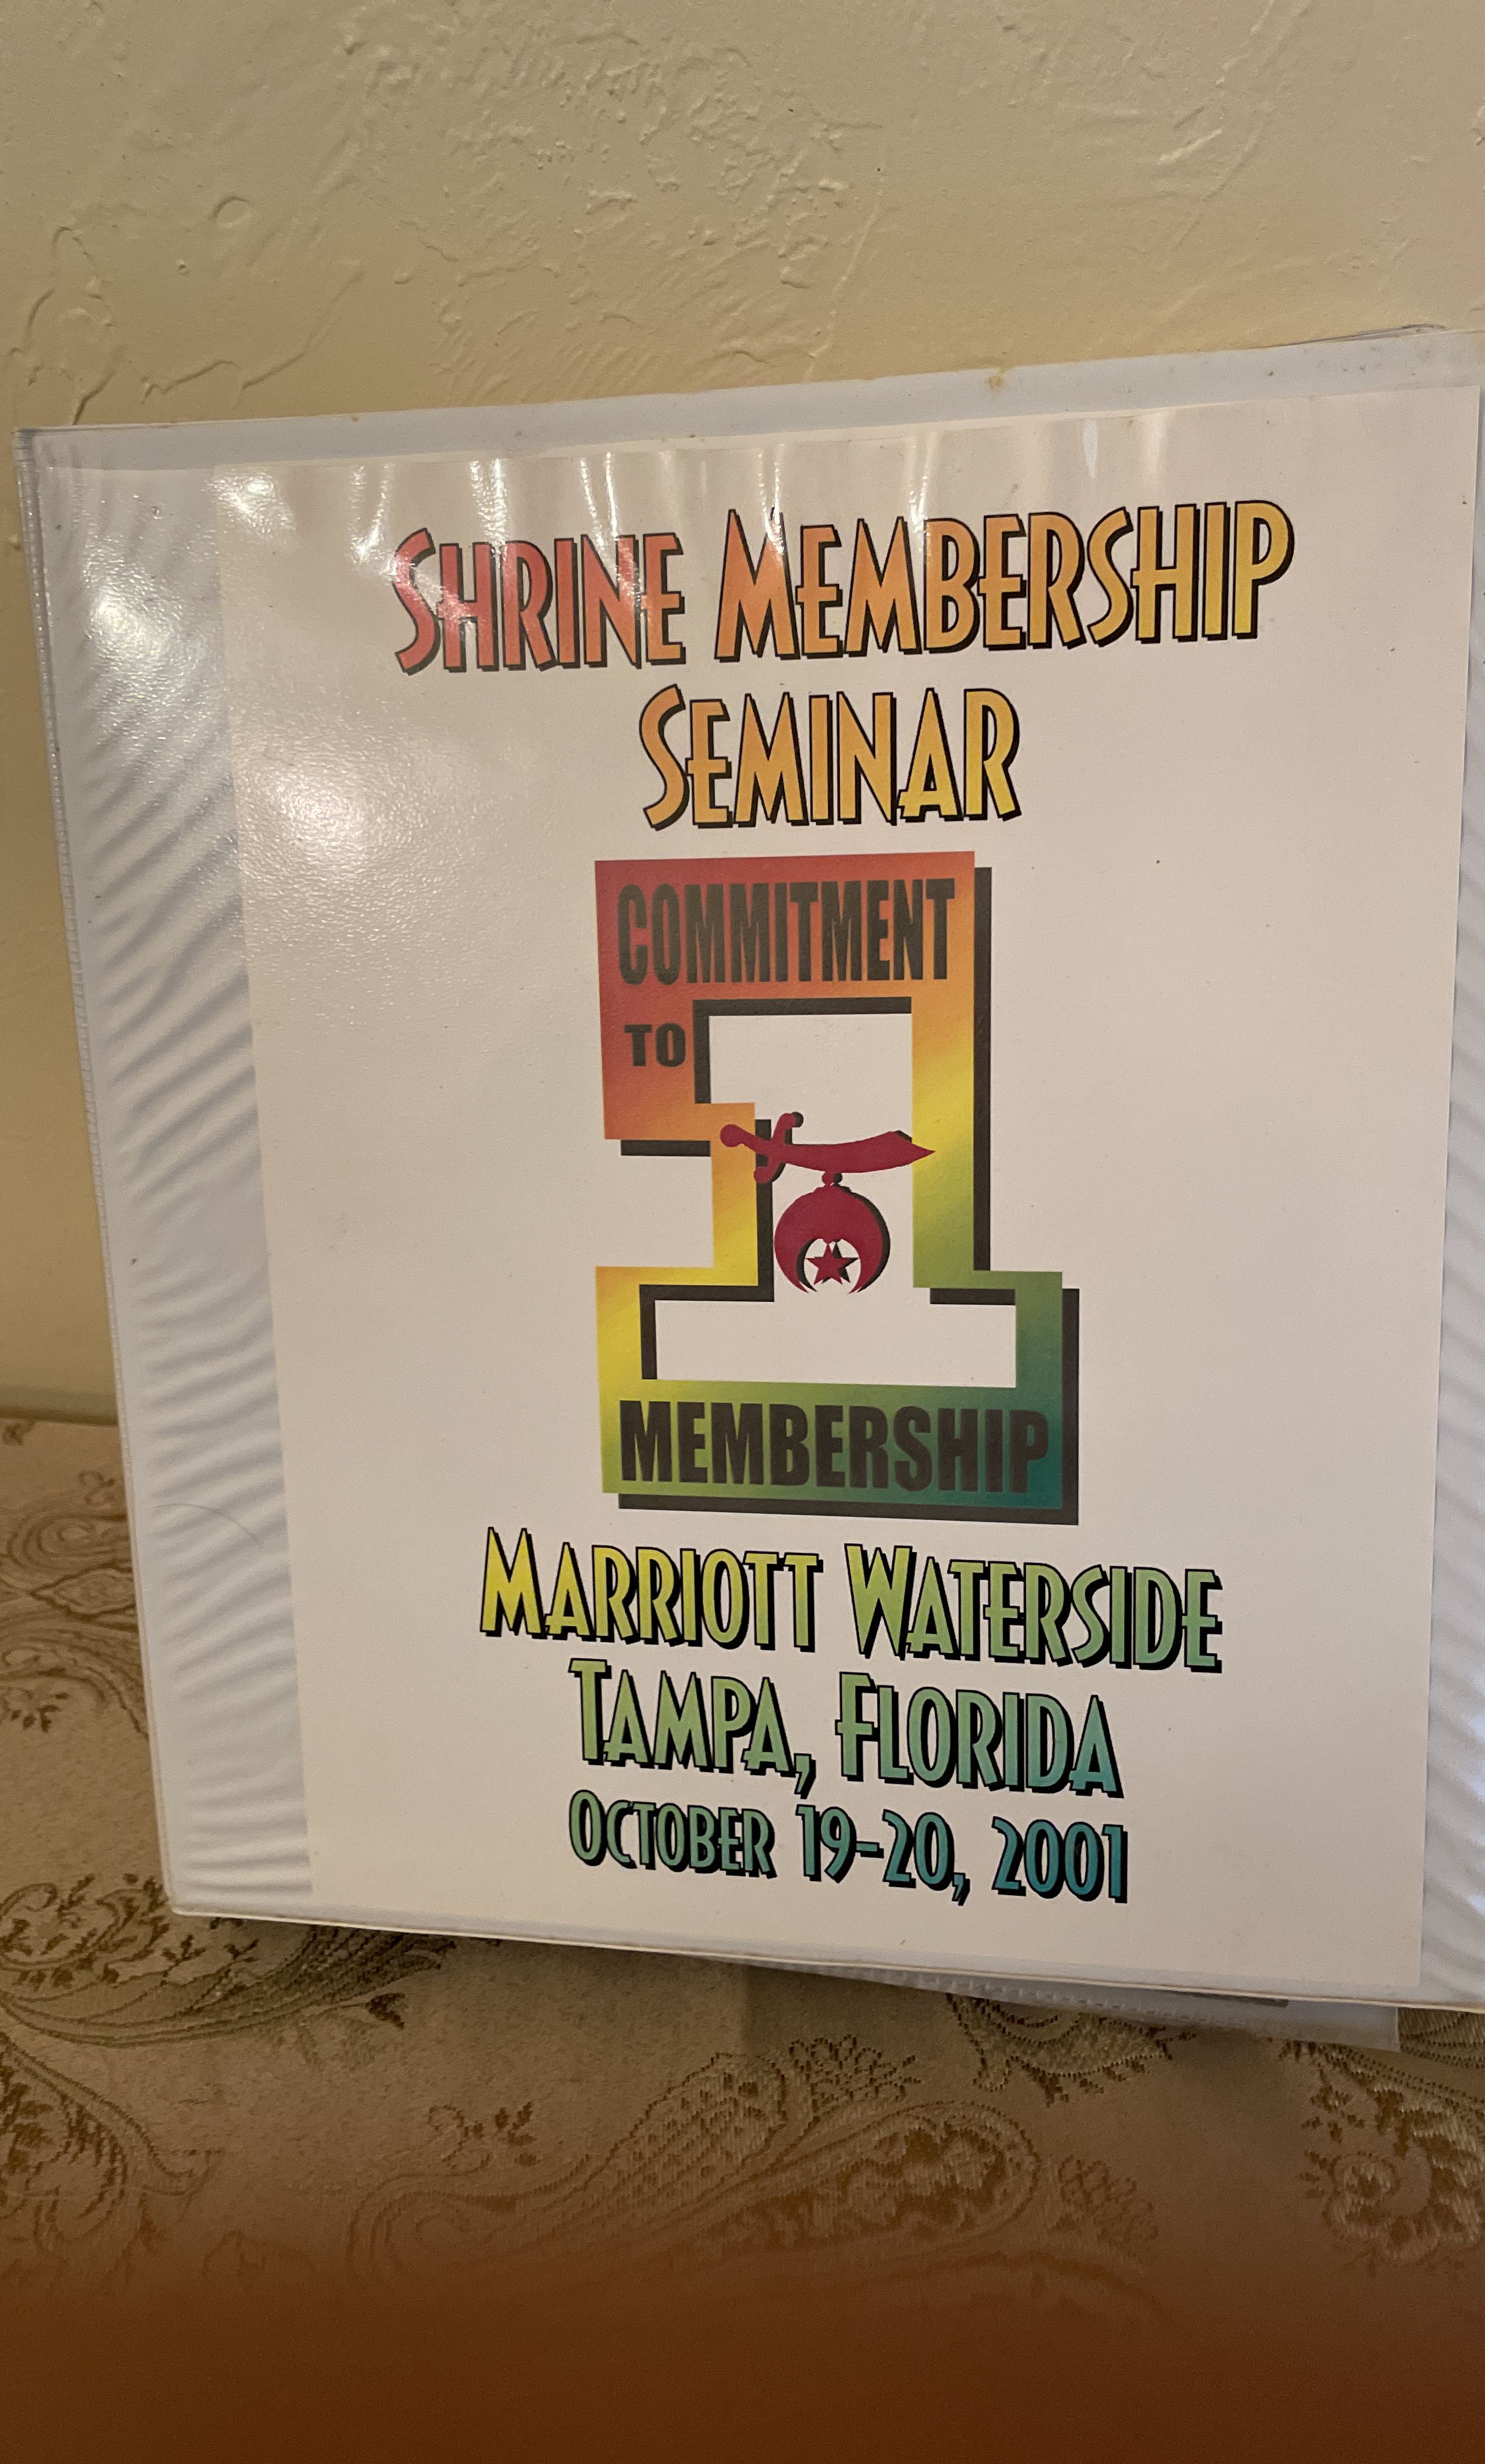 SHRINE MEMBERSHIP
SEMINAR
COMMITMENT
TO
MEMBERSHIP
MARRIOTT WATERSIDE
TAMPA, FLORIDA
OCTOBER 19-20, 2001